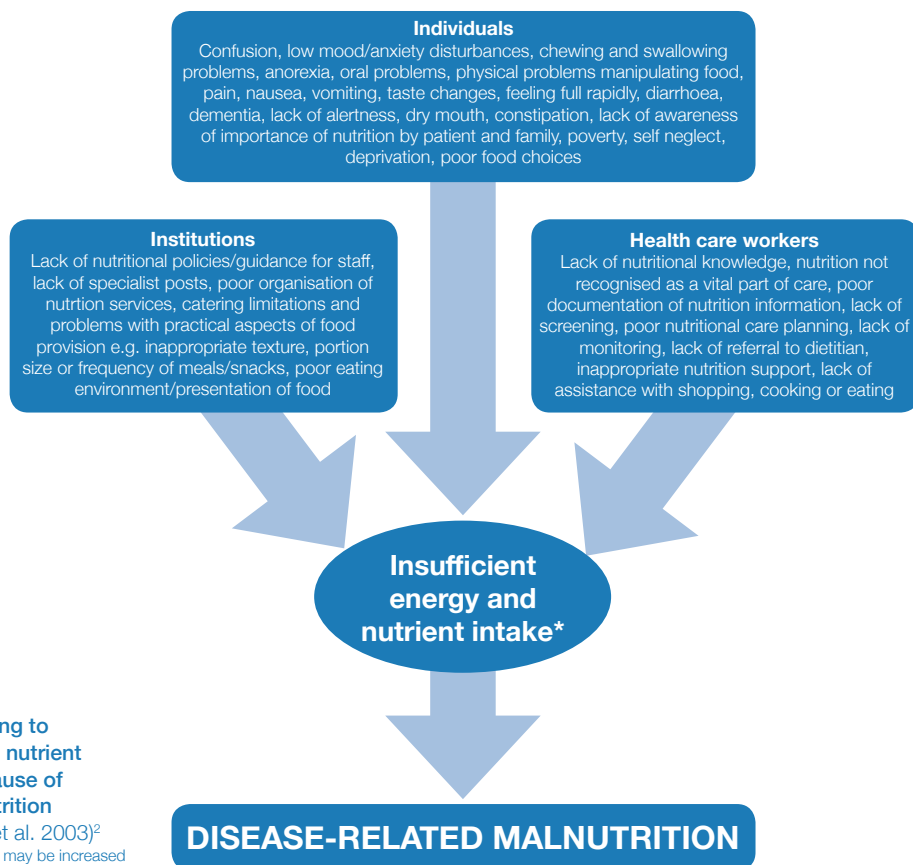 Individuals
Confusion, low mood/anxiety disturbances, chewing and swallowing
problems, anorexia, oral problems, physical problems manipulating food,
pain, nausea, vomiting, taste changes, feeling full rapidly, diarrhoea,
dementia, lack of alertness, dry mouth, constipation, lack of awareness
of importance of nutrition by patient and family, poverty, self neglect,
deprivation, poor food choices
Institutions
Lack of nutritional policies/guidance for staff,
lack of specialist posts, poor organisation of
nutrtion services, catering limitations and
problems with practical aspects of food
provision e.g. inappropriate texture, portion
size or frequency of meals/snacks, poor eating
environment/presentation of food
Health care workers
Lack of nutritional knowledge, nutrition not
recognised as a vital part of care, poor
documentation of nutrition information, lack of
screening, poor nutritional care planning, lack of
monitoring, lack of referral to dietitian,
inappropriate nutrition support, lack of
assistance with shopping, cooking or eating
Insufficient
energy and
nutrient intake*
ng to
nutrient
ause of
trition
et al. 2003)²
may be increased
DISEASE-RELATED MALNUTRITION